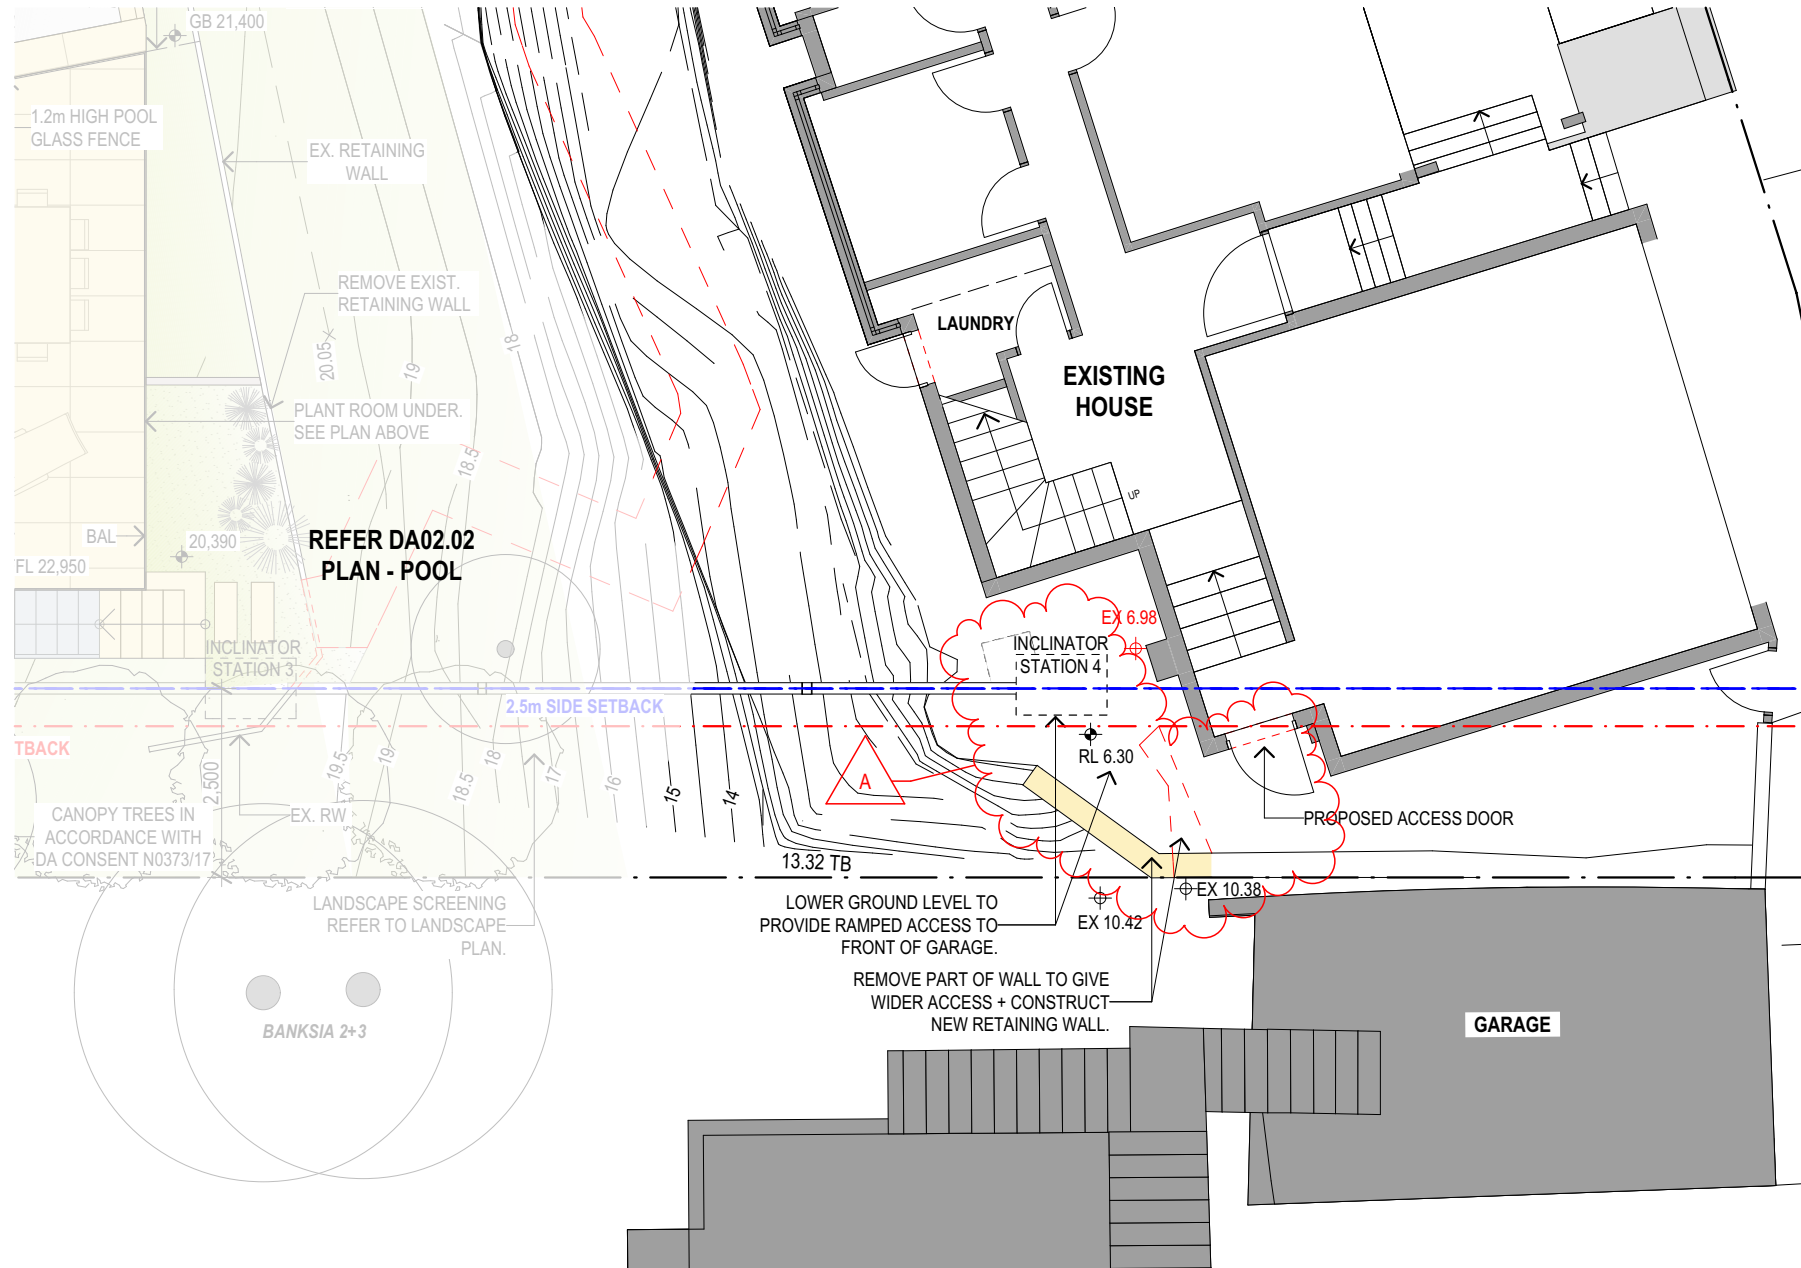 GB 21,400
1.2m HIGH POOL
GLASS FENCE
EX. RETAINING
WALL
REMOVE EXIST.
RETAINING WALL
20.05
19
18
PLANT ROOM UNDER.
SEE PLAN ABOVE
18.5
BAL
20,390
FL 22,950
REFER DA02.02
PLAN - POOL
INCLINATOR
STATION 3
2.5m SIDE SETBACK
TBACK
2,500
19.5
19
18.5
18
17
16
15
14
EX. RW
CANOPY TREES IN
ACCORDANCE WITH
DA CONSENT N0373/17
LANDSCAPE SCREENING
REFER TO LANDSCAPE
PLAN.
BANKSIA 2+3
LAUNDRY
EXISTING
HOUSE
UP
EX 6.98
INCLINATOR
STATION 4
RL 6.30
A
PROPOSED ACCESS DOOR
13.32 TB
EX 10.38
EX 10.42
LOWER GROUND LEVEL TO
PROVIDE RAMPED ACCESS TO
FRONT OF GARAGE.
REMOVE PART OF WALL TO GIVE
WIDER ACCESS + CONSTRUCT
NEW RETAINING WALL.
GARAGE